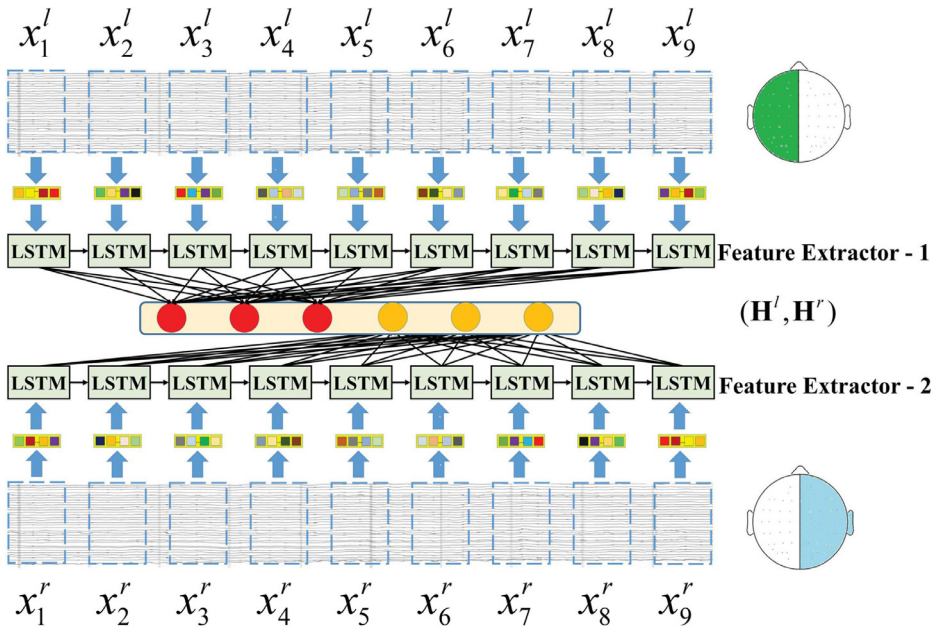 x₁ˡ x₂ˡ x₃ˡ x₄ˡ x₅ˡ x₆ˡ x₇ˡ x₈ˡ x₉ˡ
LSTM LSTM LSTM LSTM LSTM LSTM LSTM LSTM LSTM Feature Extractor - 1
(Hˡ, Hʳ)
LSTM LSTM LSTM LSTM LSTM LSTM LSTM LSTM LSTM Feature Extractor - 2
x₁ʳ x₂ʳ x₃ʳ x₄ʳ x₅ʳ x₆ʳ x₇ʳ x₈ʳ x₉ʳ